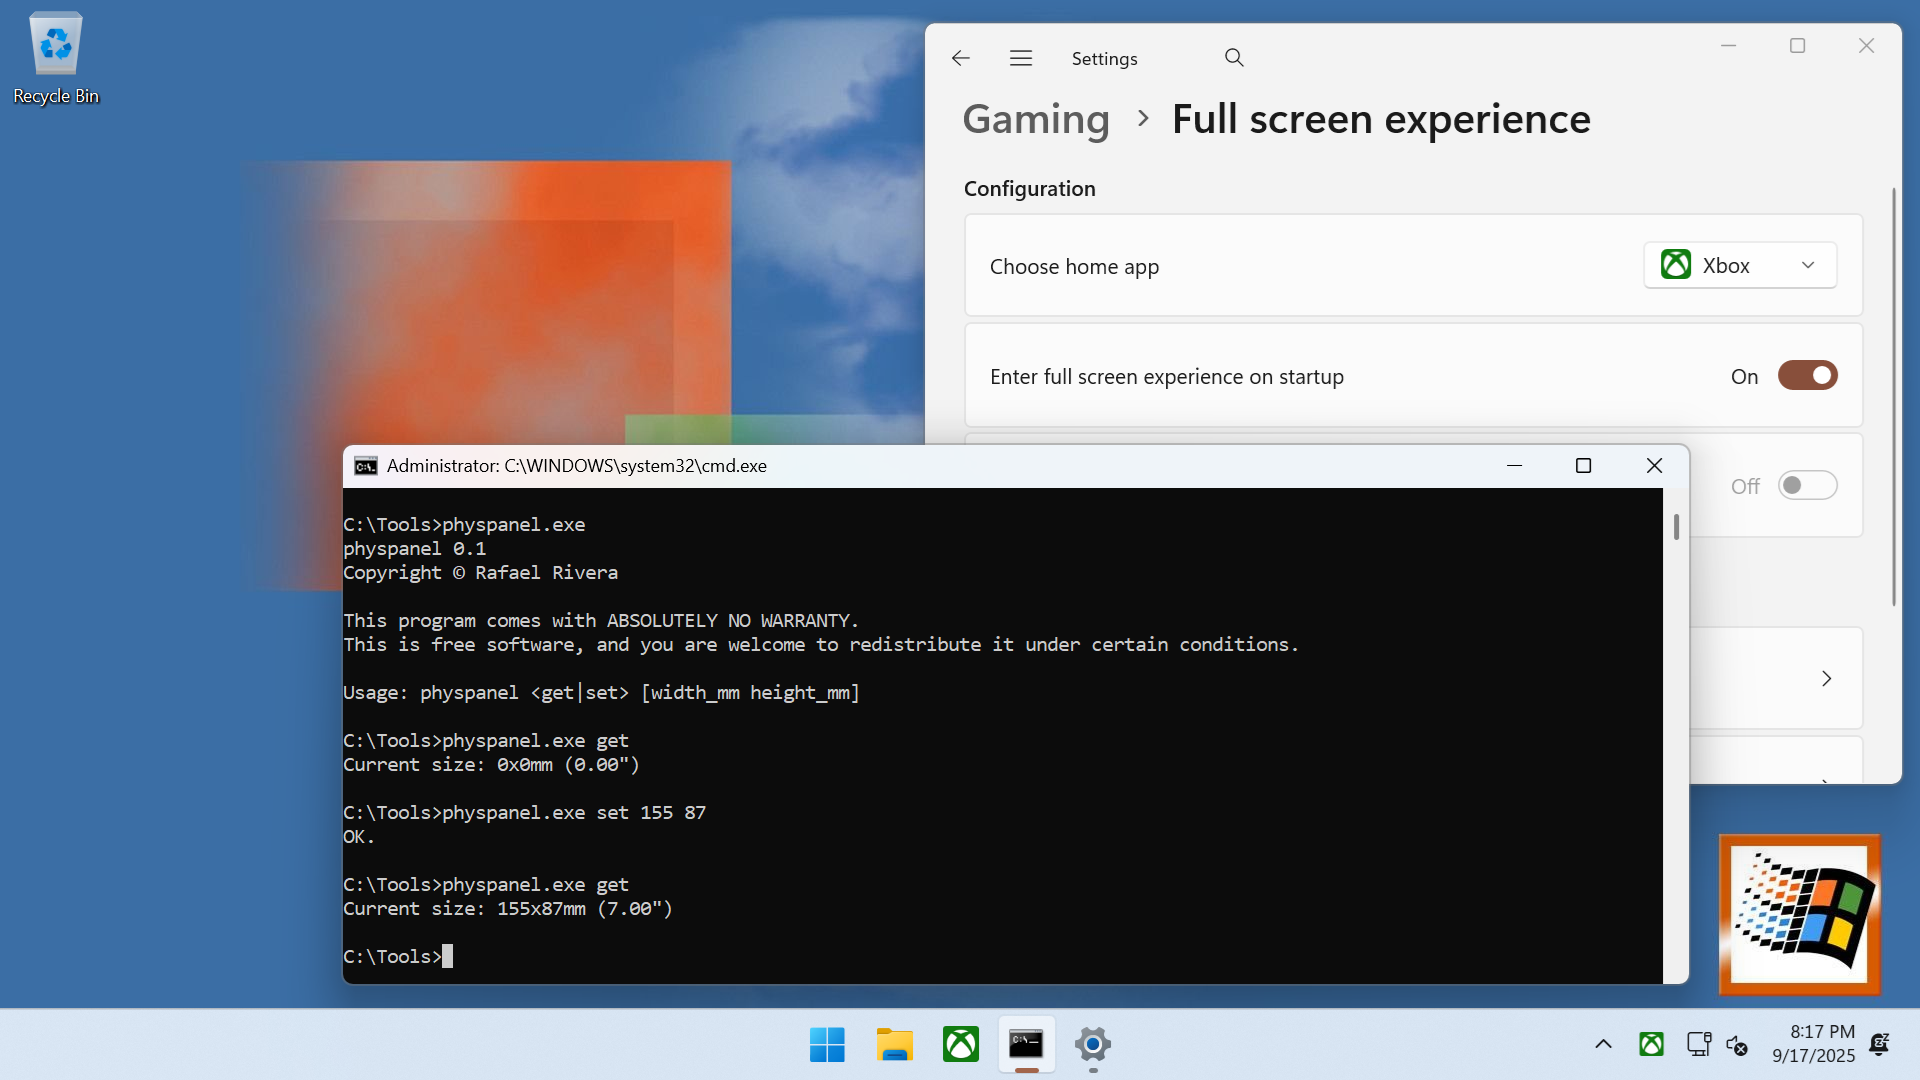 Recycle Bin
Settings
Gaming > Full screen experience
Configuration
Choose home app
Xbox
Enter full screen experience on startup
On
Off
Administrator: C:\WINDOWS\system32\cmd.exe
C:\Tools>physpanel.exe
physpanel 0.1
Copyright © Rafael Rivera
This program comes with ABSOLUTELY NO WARRANTY.
This is free software, and you are welcome to redistribute it under certain conditions.
Usage: physpanel <get|set> [width_mm height_mm]
C:\Tools>physpanel.exe get
Current size: 0x0mm (0.00")
C:\Tools>physpanel.exe set 155 87
OK.
C:\Tools>physpanel.exe get
Current size: 155x87mm (7.00")
C:\Tools>
8:17 PM
9/17/2025